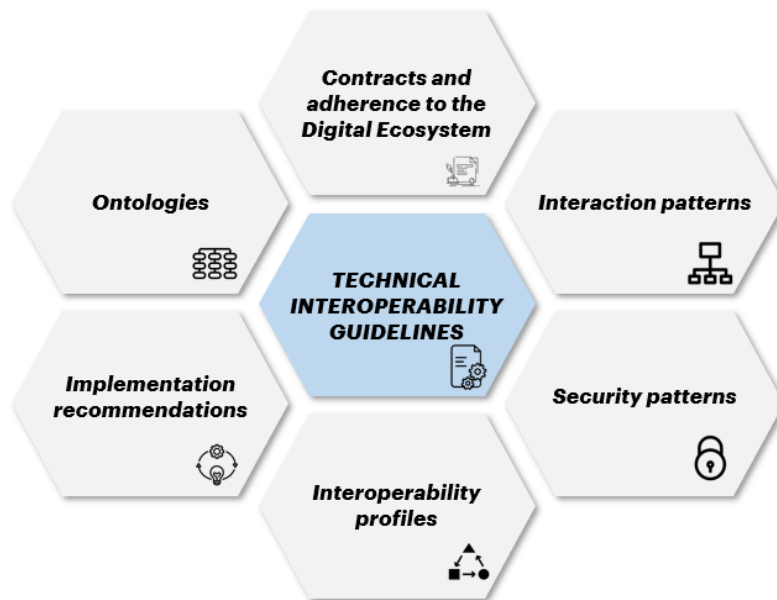 Contracts and
adherence to the
Digital Ecosystem
Ontologies
Interaction patterns
TECHNICAL
INTEROPERABILITY
GUIDELINES
Implementation
recommendations
Security patterns
Interoperability
profiles